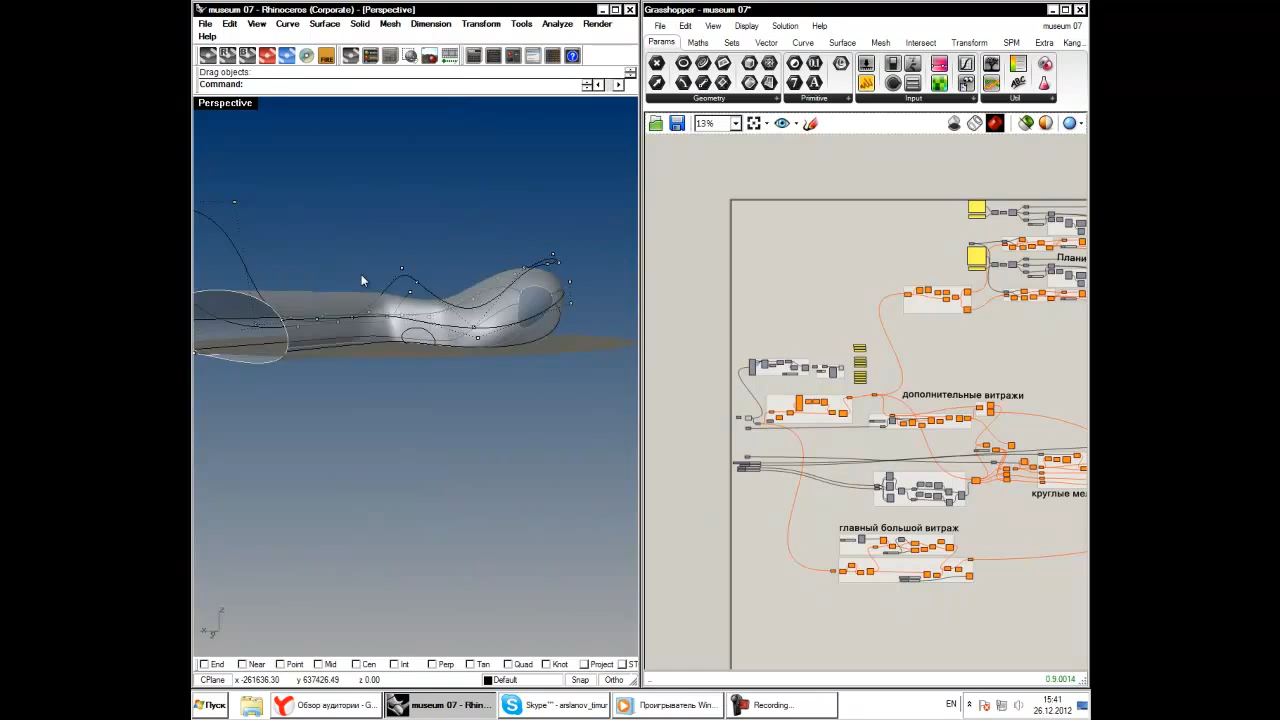 museum 07 - Rhinoceros (Corporate) - [Perspective]
File Edit View Curve Surface Solid Mesh Dimension Transform Tools Analyze Render
Help
Drag objects:
Command:
Perspective
End Near Point Mid Cen Int Perp Tan Quad Knot Project ST
CPlane x -261636.30 y 637426.49 z 0.00 Default Snap Ortho
Grasshopper - museum 07*
File Edit View Display Solution Help museum 07
Params Maths Sets Vector Curve Surface Mesh Intersect Transform SPM Extra Kang..
Geometry Primitive Input Util
13%
Плани
дополнительные витражи
круглые ме
главный большой витраж
0.9.0014
Пуск Обзор аудитории - G... museum 07 - Rhin... Skype™ - arslanov_timur Проигрыватель Win... Recording... EN 15:41
26.12.2012